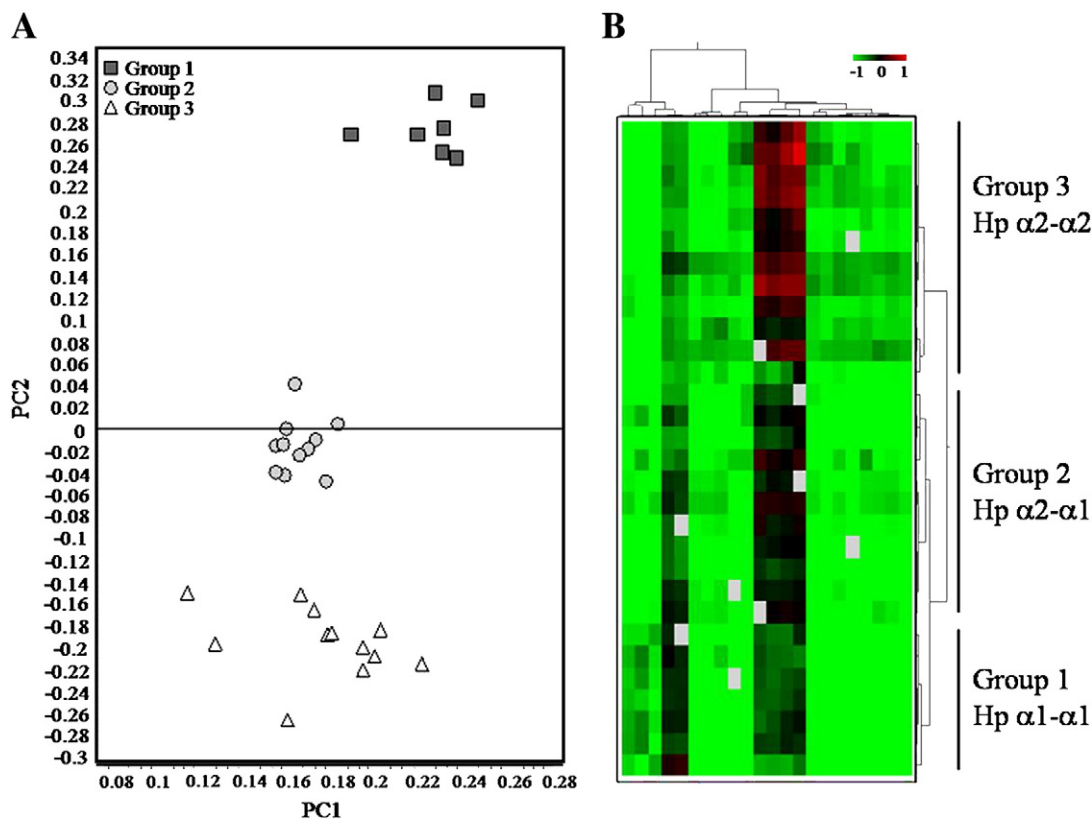 A
Group 1
Group 2
Group 3
0.34
0.32
0.3
0.28
0.26
0.24
0.22
0.2
0.18
0.16
0.14
0.12
0.1
0.08
0.06
0.04
0.02
0
-0.02
-0.04
-0.06
-0.08
-0.1
-0.12
-0.14
-0.16
-0.18
-0.2
-0.22
-0.24
-0.26
-0.28
-0.3
PC2
0.08 0.1 0.12 0.14 0.16 0.18 0.2 0.22 0.24 0.26 0.28
PC1
B
-1 0 1
Group 3
Hp α2-α2
Group 2
Hp α2-α1
Group 1
Hp α1-α1